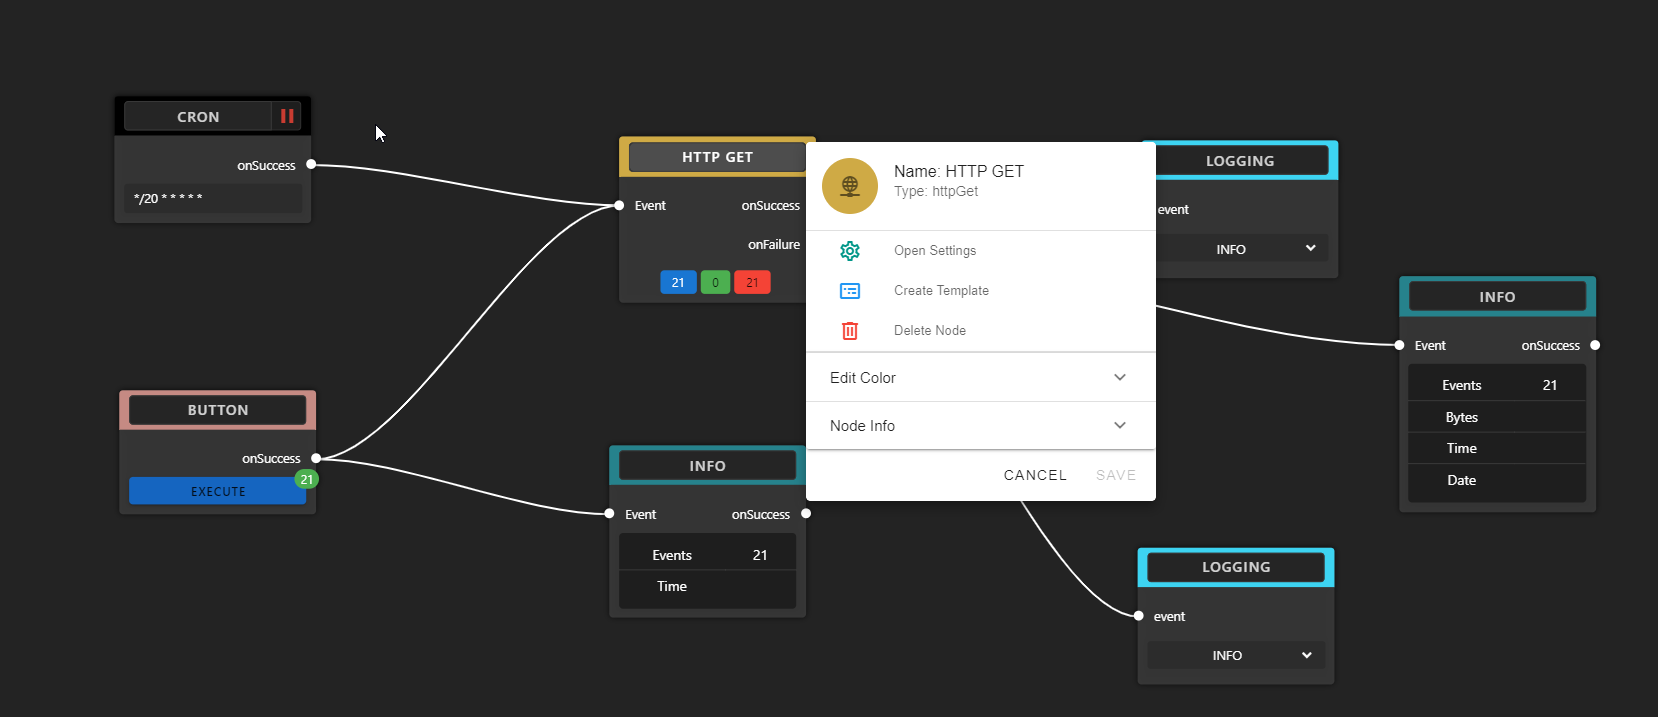 CRON
onSuccess
*/20 * * * * *
BUTTON
onSuccess
21
EXECUTE
HTTP GET
Event onSuccess
onFailure
21 0 21
INFO
Event onSuccess
Events 21
Time
Name: HTTP GET
Type: httpGet
Open Settings
Create Template
Delete Node
Edit Color
Node Info
CANCEL SAVE
LOGGING
event
INFO
LOGGING
event
INFO
INFO
Event onSuccess
Events 21
Bytes
Time
Date